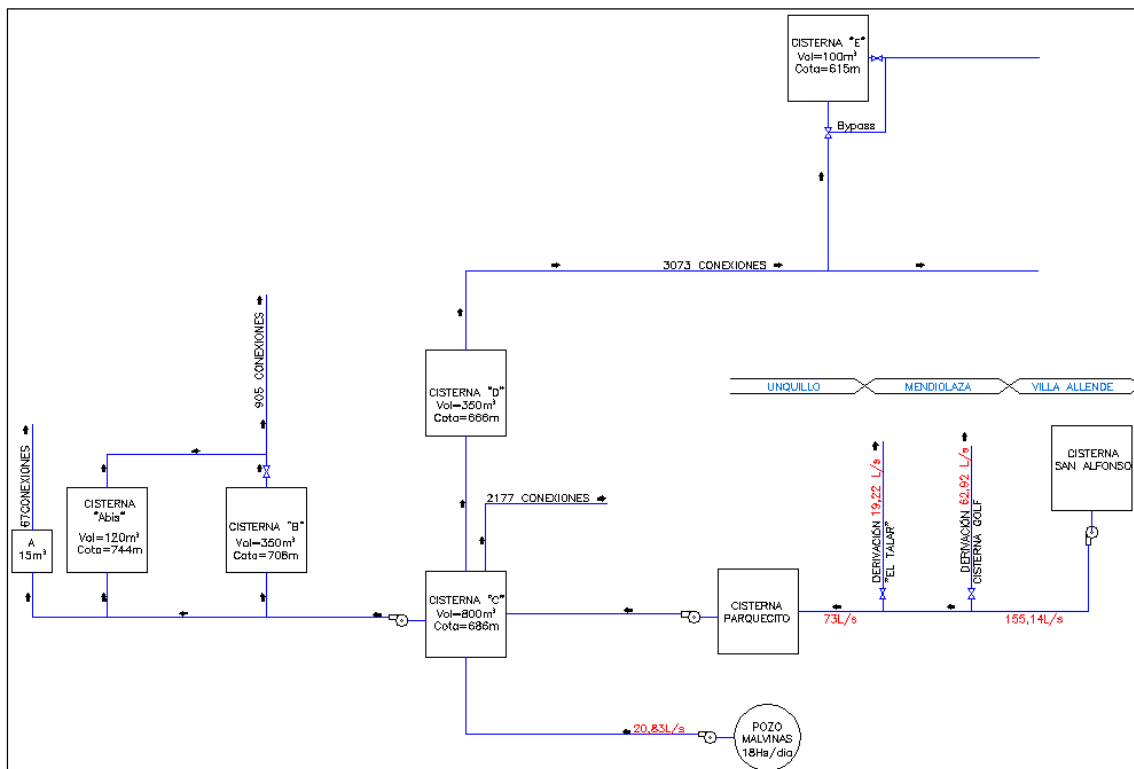 CISTERNA "E"
Vol=100m³
Cota=615m
Bypass
3073 CONEXIONES
905 CONEXIONES
CISTERNA "D"
Vol=350m³
Cota=666m
UNQUILLO
MENDIOLAZA
VILLA ALLENDE
67CONEXIONES
CISTERNA
"Abis"
Vol=120m³
Cota=744m
CISTERNA "B"
Vol=350m³
Cota=708m
2177 CONEXIONES
DERIVACIÓN 19,22 L/s
"EL TALAR"
DERIVACIÓN 62,92 L/s
CISTERNA GOLF
CISTERNA
SAN ALFONSO
A
15m³
CISTERNA "C"
Vol=800m³
Cota=686m
CISTERNA
PARQUECITO
73L/s
155,14L/s
20,83L/s
POZO
MALVINAS
18Hs/dia